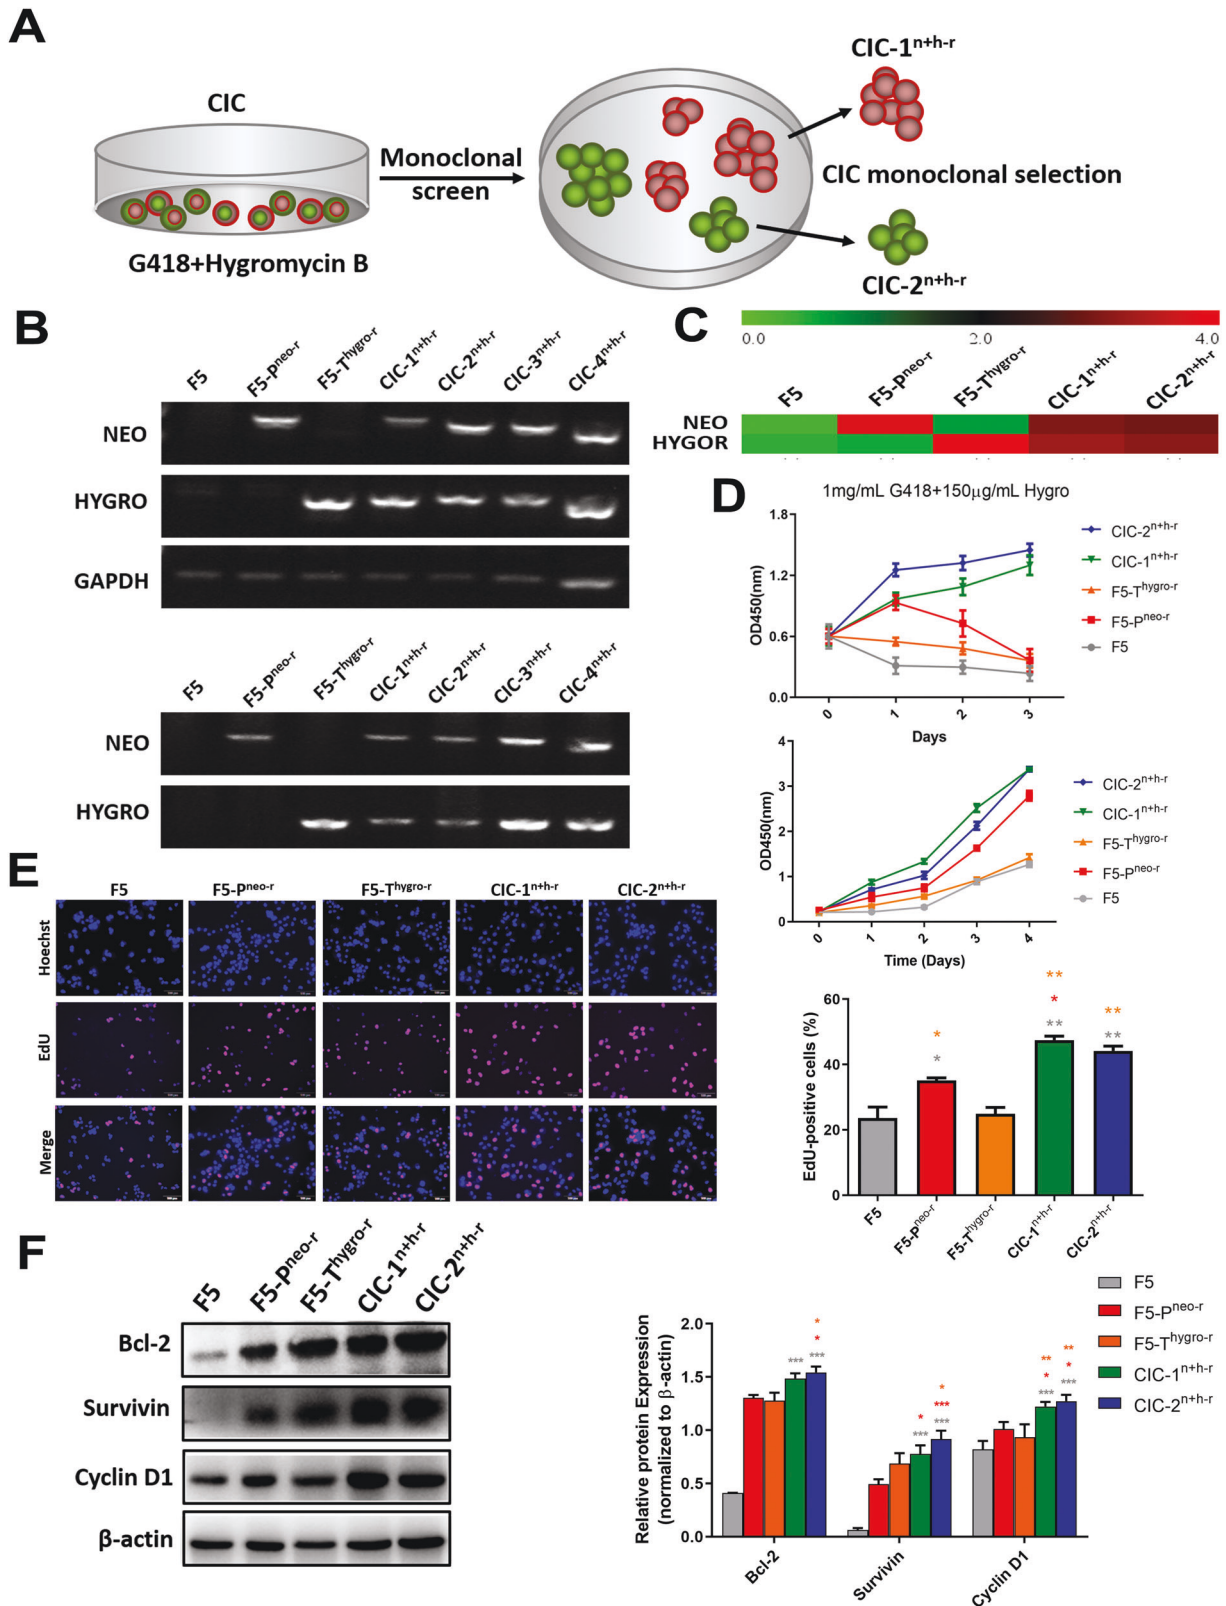 A
CIC
Monoclonal
screen
G418+Hygromycin B
CIC-1n+h-r
CIC monoclonal selection
CIC-2n+h-r
B
F5
F5-Pneo-r
F5-Thygro-r
CIC-1n+h-r
CIC-2n+h-r
CIC-3n+h-r
CIC-4n+h-r
NEO
HYGRO
GAPDH
F5
F5-Pneo-r
F5-Thygro-r
CIC-1n+h-r
CIC-2n+h-r
CIC-3n+h-r
CIC-4n+h-r
NEO
HYGRO
C
0.0 2.0 4.0
F5
F5-Pneo-r
F5-Thygro-r
CIC-1n+h-r
CIC-2n+h-r
NEO
HYGOR
D
1mg/mL G418+150μg/mL Hygro
OD450(nm)
1.8
1.2
0.6
0.0
0 1 2 3
Days
CIC-2n+h-r
CIC-1n+h-r
F5-Thygro-r
F5-Pneo-r
F5
OD450(nm)
4
3
2
1
0
0 1 2 3 4
Time (Days)
CIC-2n+h-r
CIC-1n+h-r
F5-Thygro-r
F5-Pneo-r
F5
E
F5
F5-Pneo-r
F5-Thygro-r
CIC-1n+h-r
CIC-2n+h-r
Hoechst
EdU
Merge
EdU-positive cells (%)
60
40
20
0
*
*
**
*
**
**
**
F5
F5-Pneo-r
F5-Thygro-r
CIC-1n+h-r
CIC-2n+h-r
F
F5
F5-Pneo-r
F5-Thygro-r
CIC-1n+h-r
CIC-2n+h-r
Bcl-2
Survivin
Cyclin D1
β-actin
Relative protein Expression
(normalized to β-actin)
2.0
1.5
1.0
0.5
0.0
***
*
*
***
*
***
*
***
***
**
*
***
**
*
***
Bcl-2
Survivin
Cyclin D1
F5
F5-Pneo-r
F5-Thygro-r
CIC-1n+h-r
CIC-2n+h-r